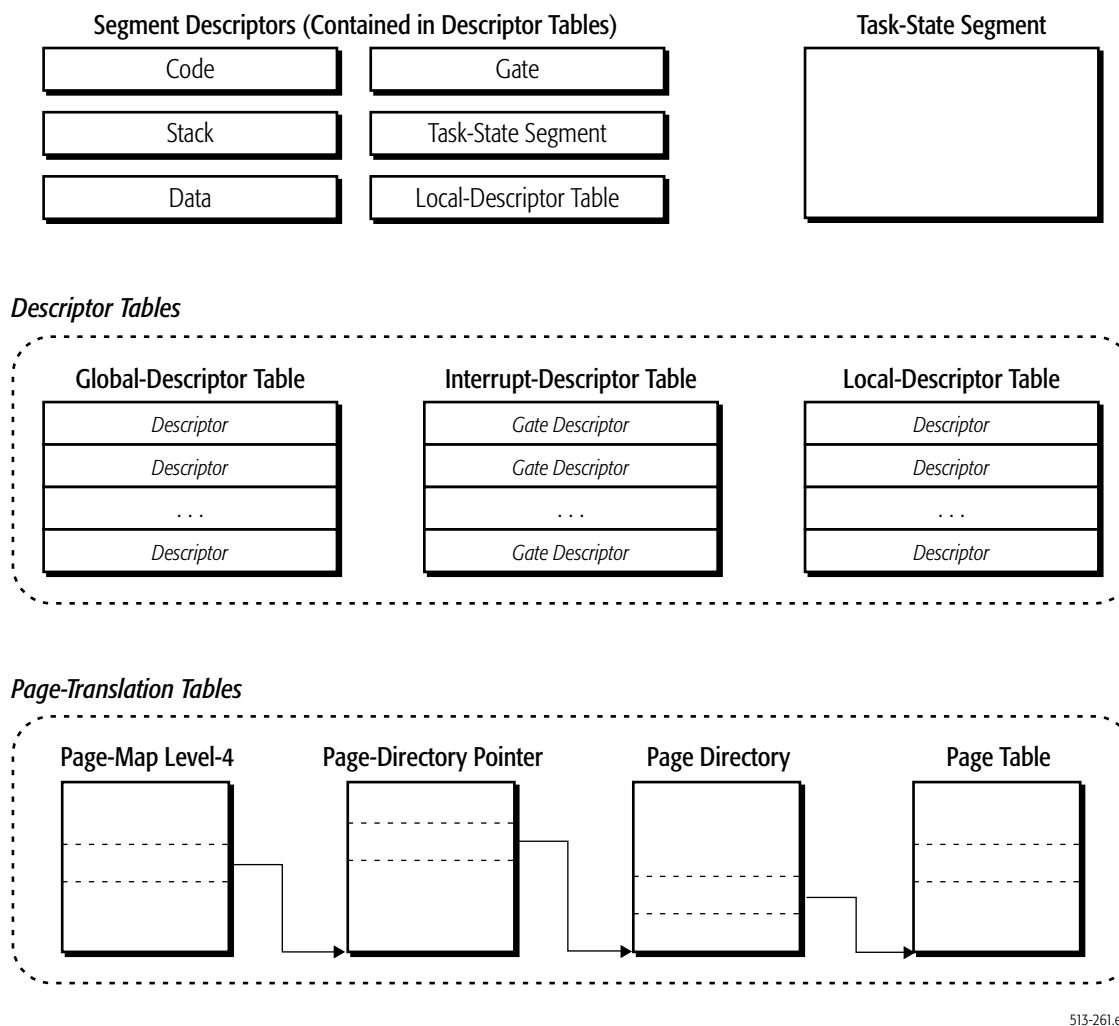 Segment Descriptors (Contained in Descriptor Tables)
Task-State Segment
Code
Gate
Stack
Task-State Segment
Data
Local-Descriptor Table
Descriptor Tables
Global-Descriptor Table
Interrupt-Descriptor Table
Local-Descriptor Table
Descriptor
Gate Descriptor
Descriptor
Descriptor
Gate Descriptor
Descriptor
. . .
. . .
. . .
Descriptor
Gate Descriptor
Descriptor
Page-Translation Tables
Page-Map Level-4
Page-Directory Pointer
Page Directory
Page Table
513-261.e